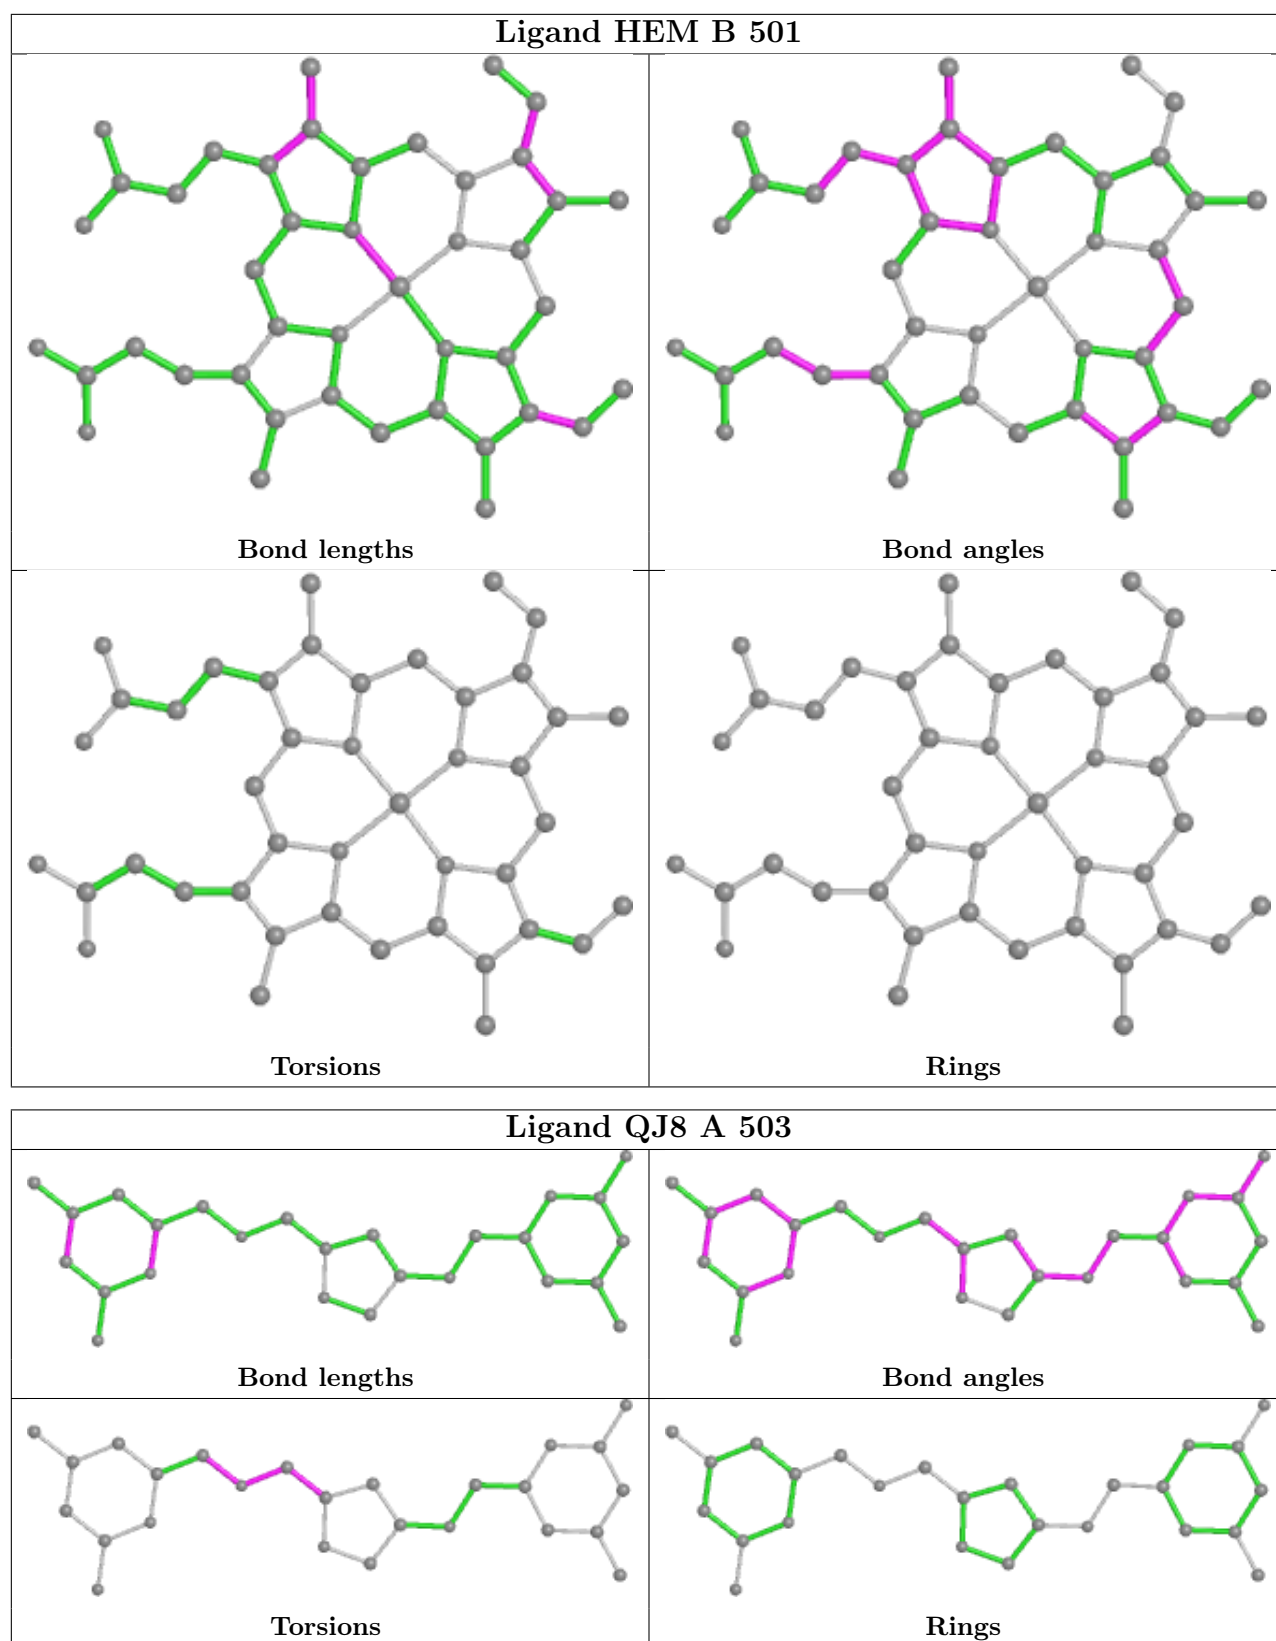 Ligand HEM B 501
Bond lengths
Bond angles
Torsions
Rings
Ligand QJ8 A 503
Bond lengths
Bond angles
Torsions
Rings